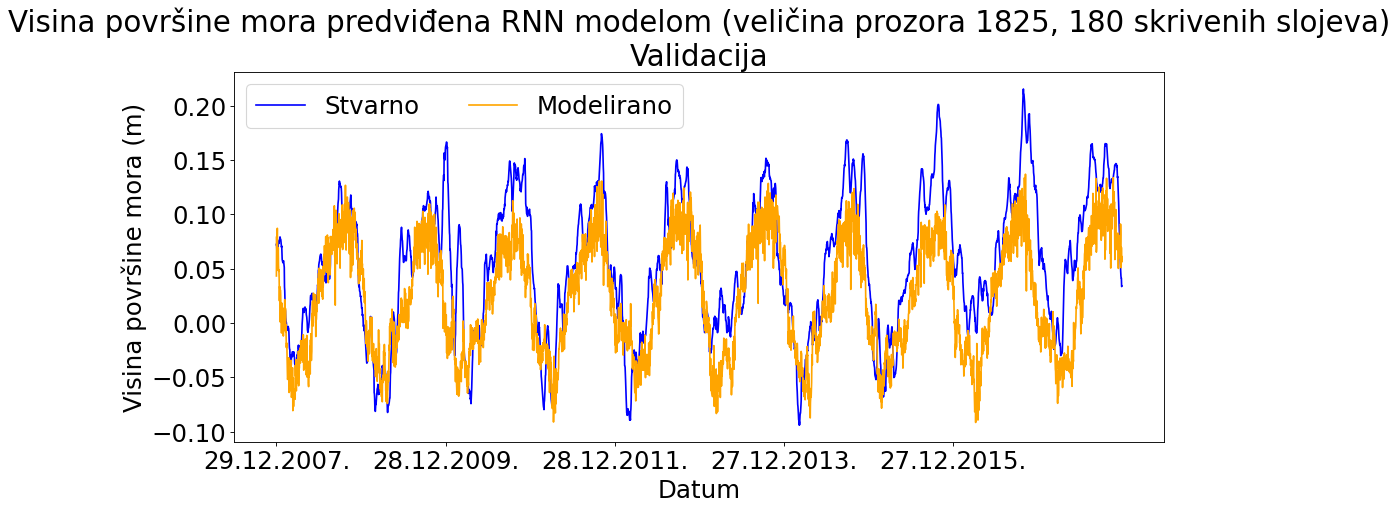 Visina površine mora predviđena RNN modelom (veličina prozora 1825, 180 skrivenih slojeva)
Validacija
Stvarno
Modelirano
Visina površine mora (m)
0.20
0.15
0.10
0.05
0.00
−0.05
−0.10
29.12.2007.
28.12.2009.
28.12.2011.
27.12.2013.
27.12.2015.
Datum